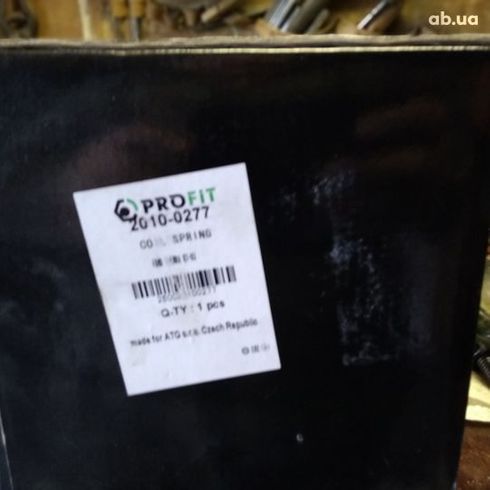 ab.ua
PROFIT
2010-0277
SPRING
Q-TY : 1 pcs
made for ATG s.r.o. Czech Republic